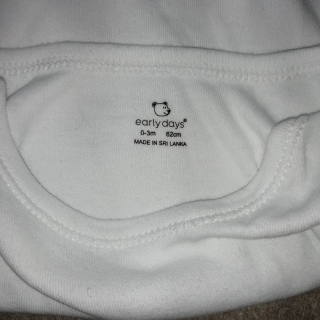 early days®
0-3m 62cm
MADE IN SRI LANKA